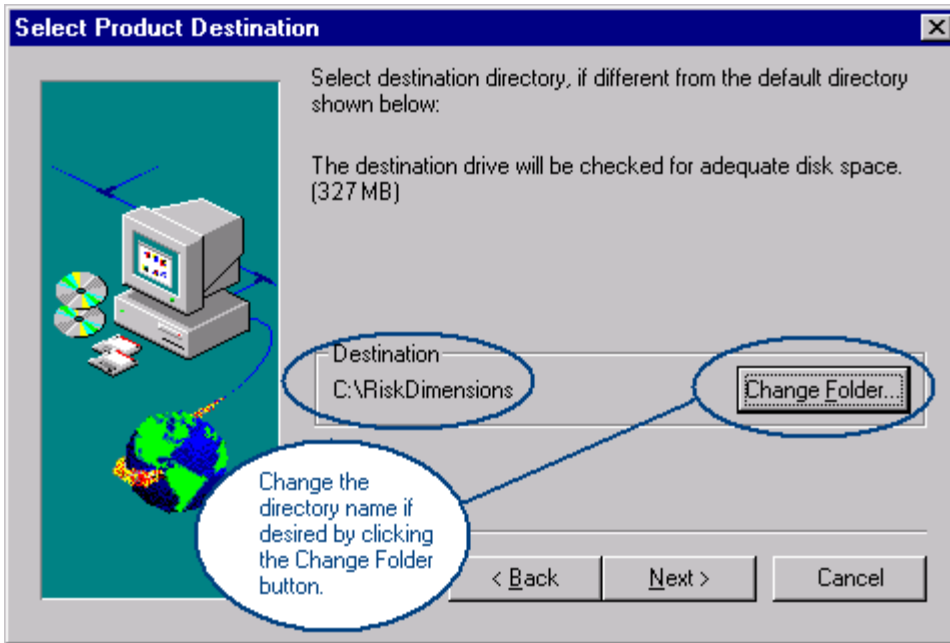 Select Product Destination
Select destination directory, if different from the default directory
shown below:
The destination drive will be checked for adequate disk space.
(327 MB)
Destination
C:\RiskDimensions
Change Folder...
Change the
directory name if
desired by clicking
the Change Folder
button.
< Back
Next >
Cancel